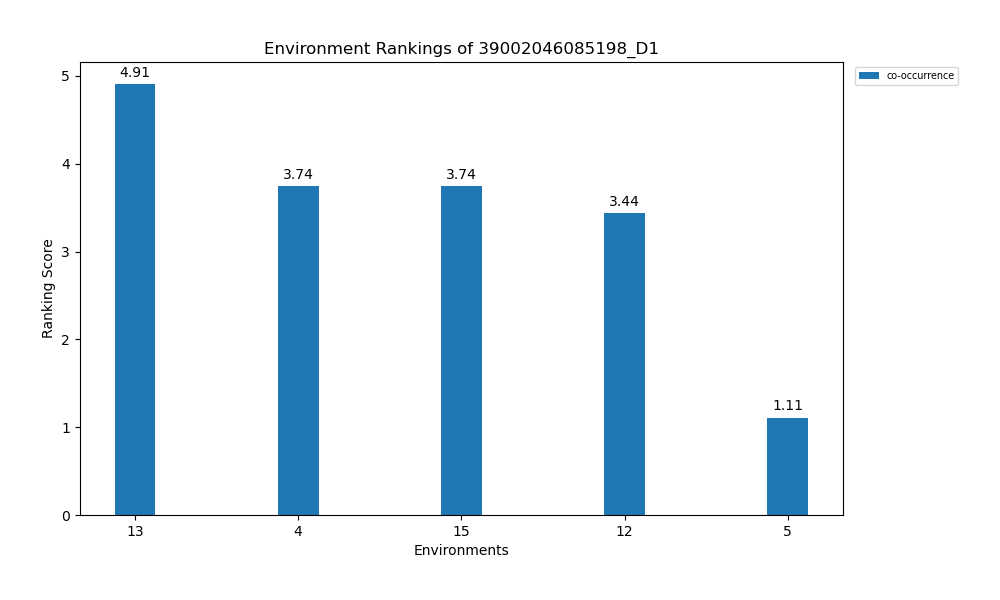 Environment Rankings of 39002046085198_D1
co-occurrence
Ranking Score
5
4
3
2
1
0
4.91
3.74
3.74
3.44
1.11
13 4 15 12 5
Environments